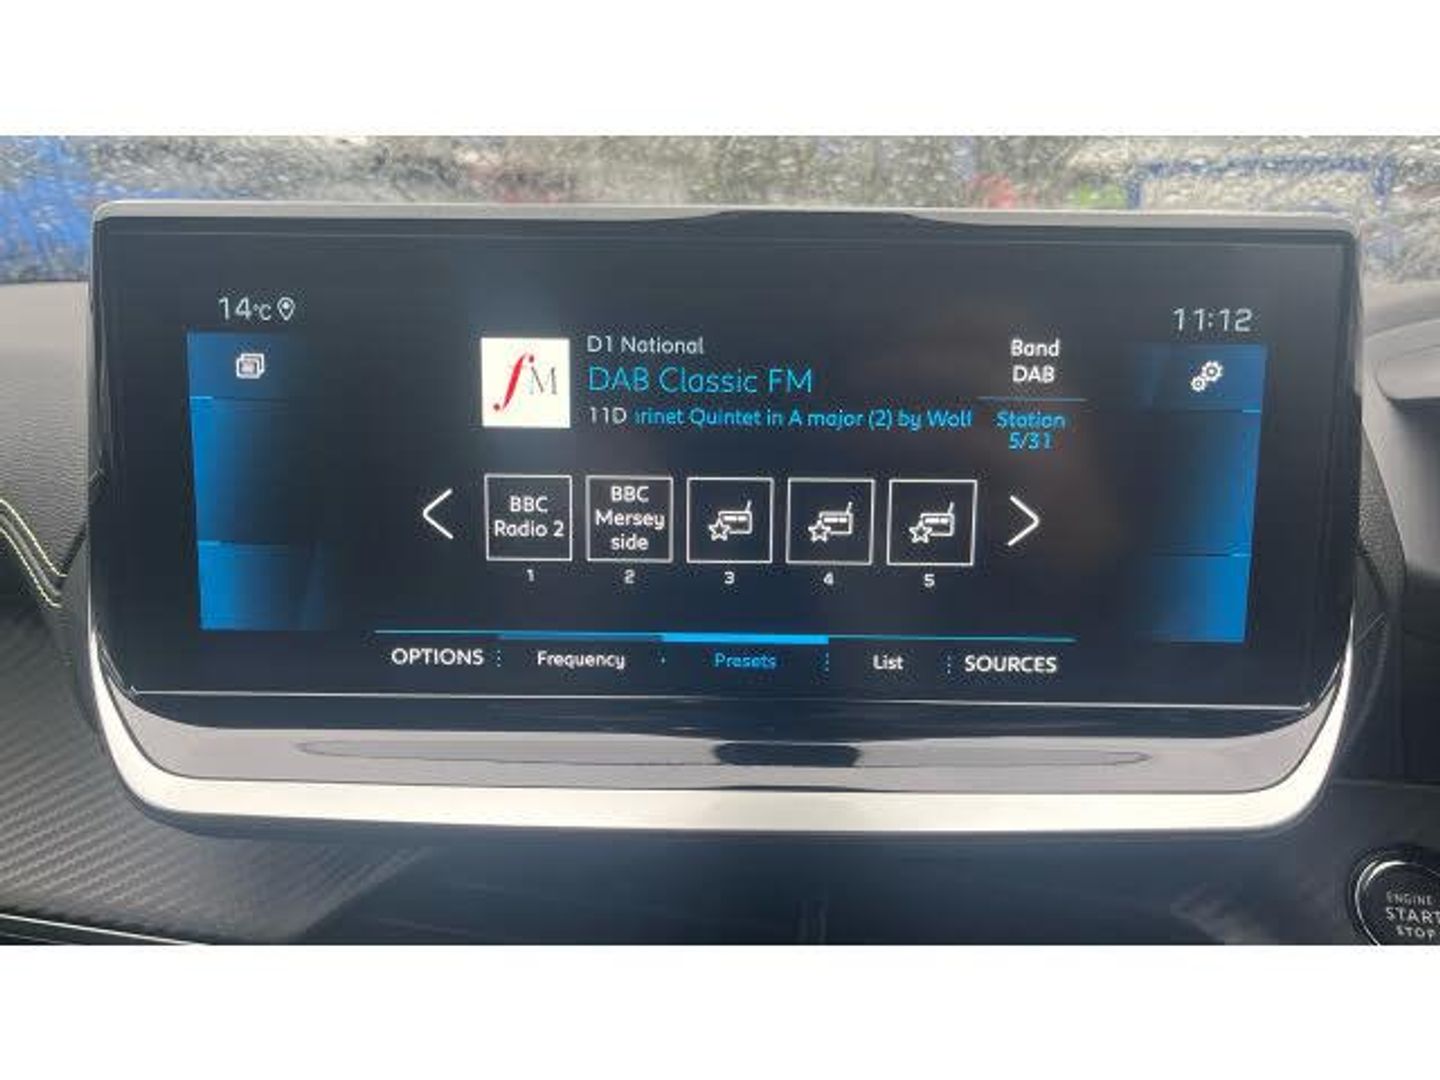 14°C
11:12
fM
D1 National
DAB Classic FM
11D rinet Quintet in A major (2) by Wolf
Band
DAB
Station
5/31
BBC
Radio 2
BBC
Mersey
side
1
2
3
4
5
OPTIONS
Frequency
Presets
List
SOURCES
ENGINE
START
STOP